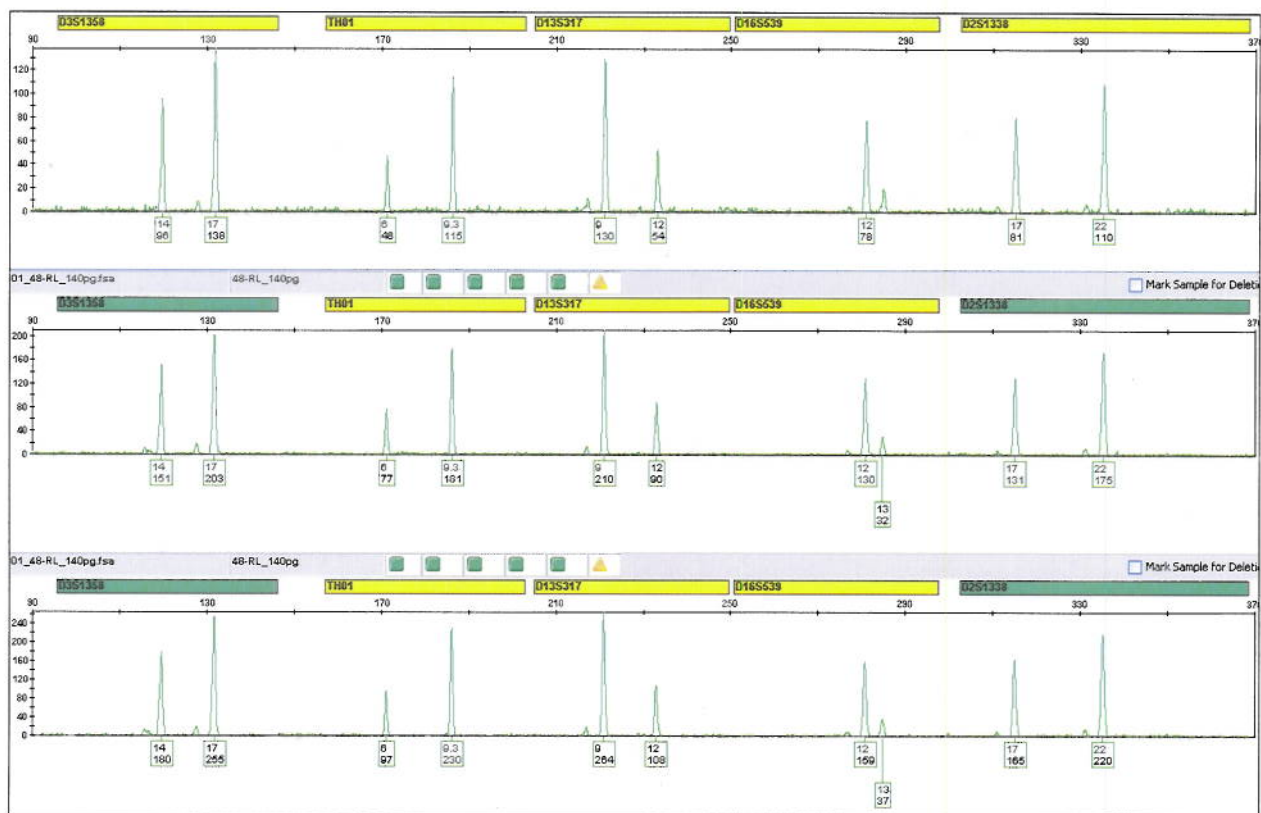 D3S1358 TH01 D13S317 D16S539 D2S1338
90 130 170 210 250 290 330 370
120
100
80
60
40
20
0
14 17 6 9.3 9 12 12 17 22
96 138 48 115 130 54 78 81 110
01_48-RL_140pg.fsa 48-RL_140pg Mark Sample for Deleti
D3S1358 TH01 D13S317 D16S539 D2S1338
90 130 170 210 250 290 330 370
200
160
120
80
40
0
14 17 6 9.3 9 12 12 17 22
151 203 77 181 210 90 130 131 175
13
32
01_48-RL_140pg.fsa 48-RL_140pg Mark Sample for Deleti
D3S1358 TH01 D13S317 D16S539 D2S1338
90 130 170 210 250 290 330 370
240
200
160
120
80
40
0
14 17 6 9.3 9 12 12 17 22
180 255 97 230 264 108 159 165 220
13
37